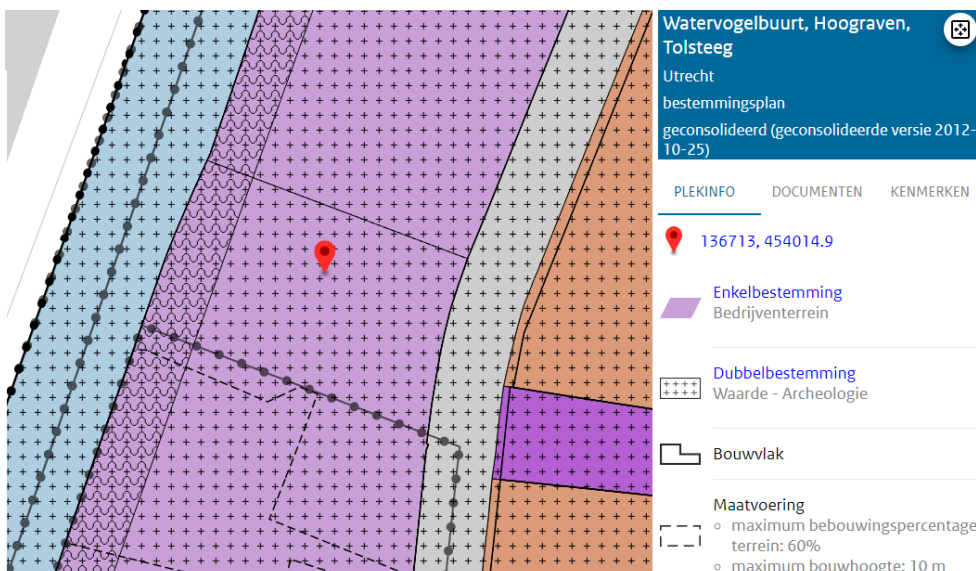 Watervogelbuurt, Hoograven,
Tolsteeg
Utrecht
bestemmingsplan
geconsolideerd (geconsolideerde versie 2012-
10-25)
PLEKINFO
DOCUMENTEN
KENMERKEN
136713, 454014.9
Enkelbestemming
Bedrijventerrein
Dubbelbestemming
Waarde - Archeologie
Bouwvlak
Maatvoering
maximum bebouwingspercentage
terrein: 60%
maximum bouwhoogte: 10 m